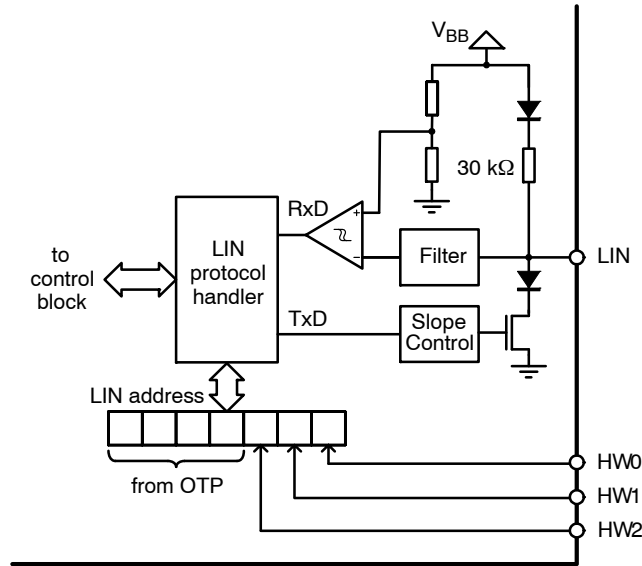 VBB
30 kΩ
RxD
+
−
LIN
protocol
handler
to
control
block
Filter
LIN
TxD
Slope
Control
LIN address
from OTP
HW0
HW1
HW2